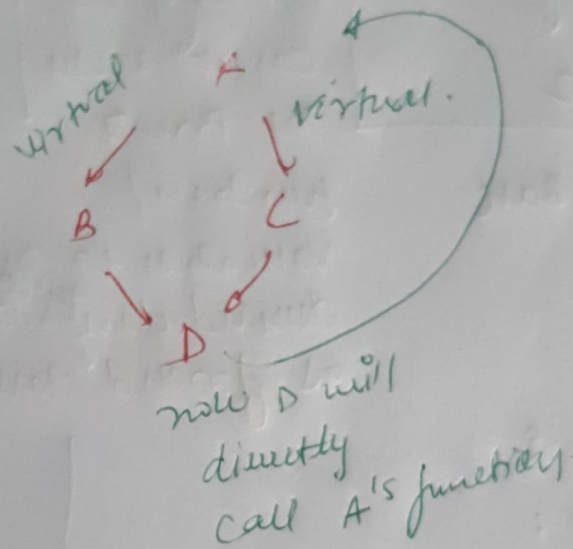 A
virtual
virtual.
B
C
D
now D will
directly
call A's function